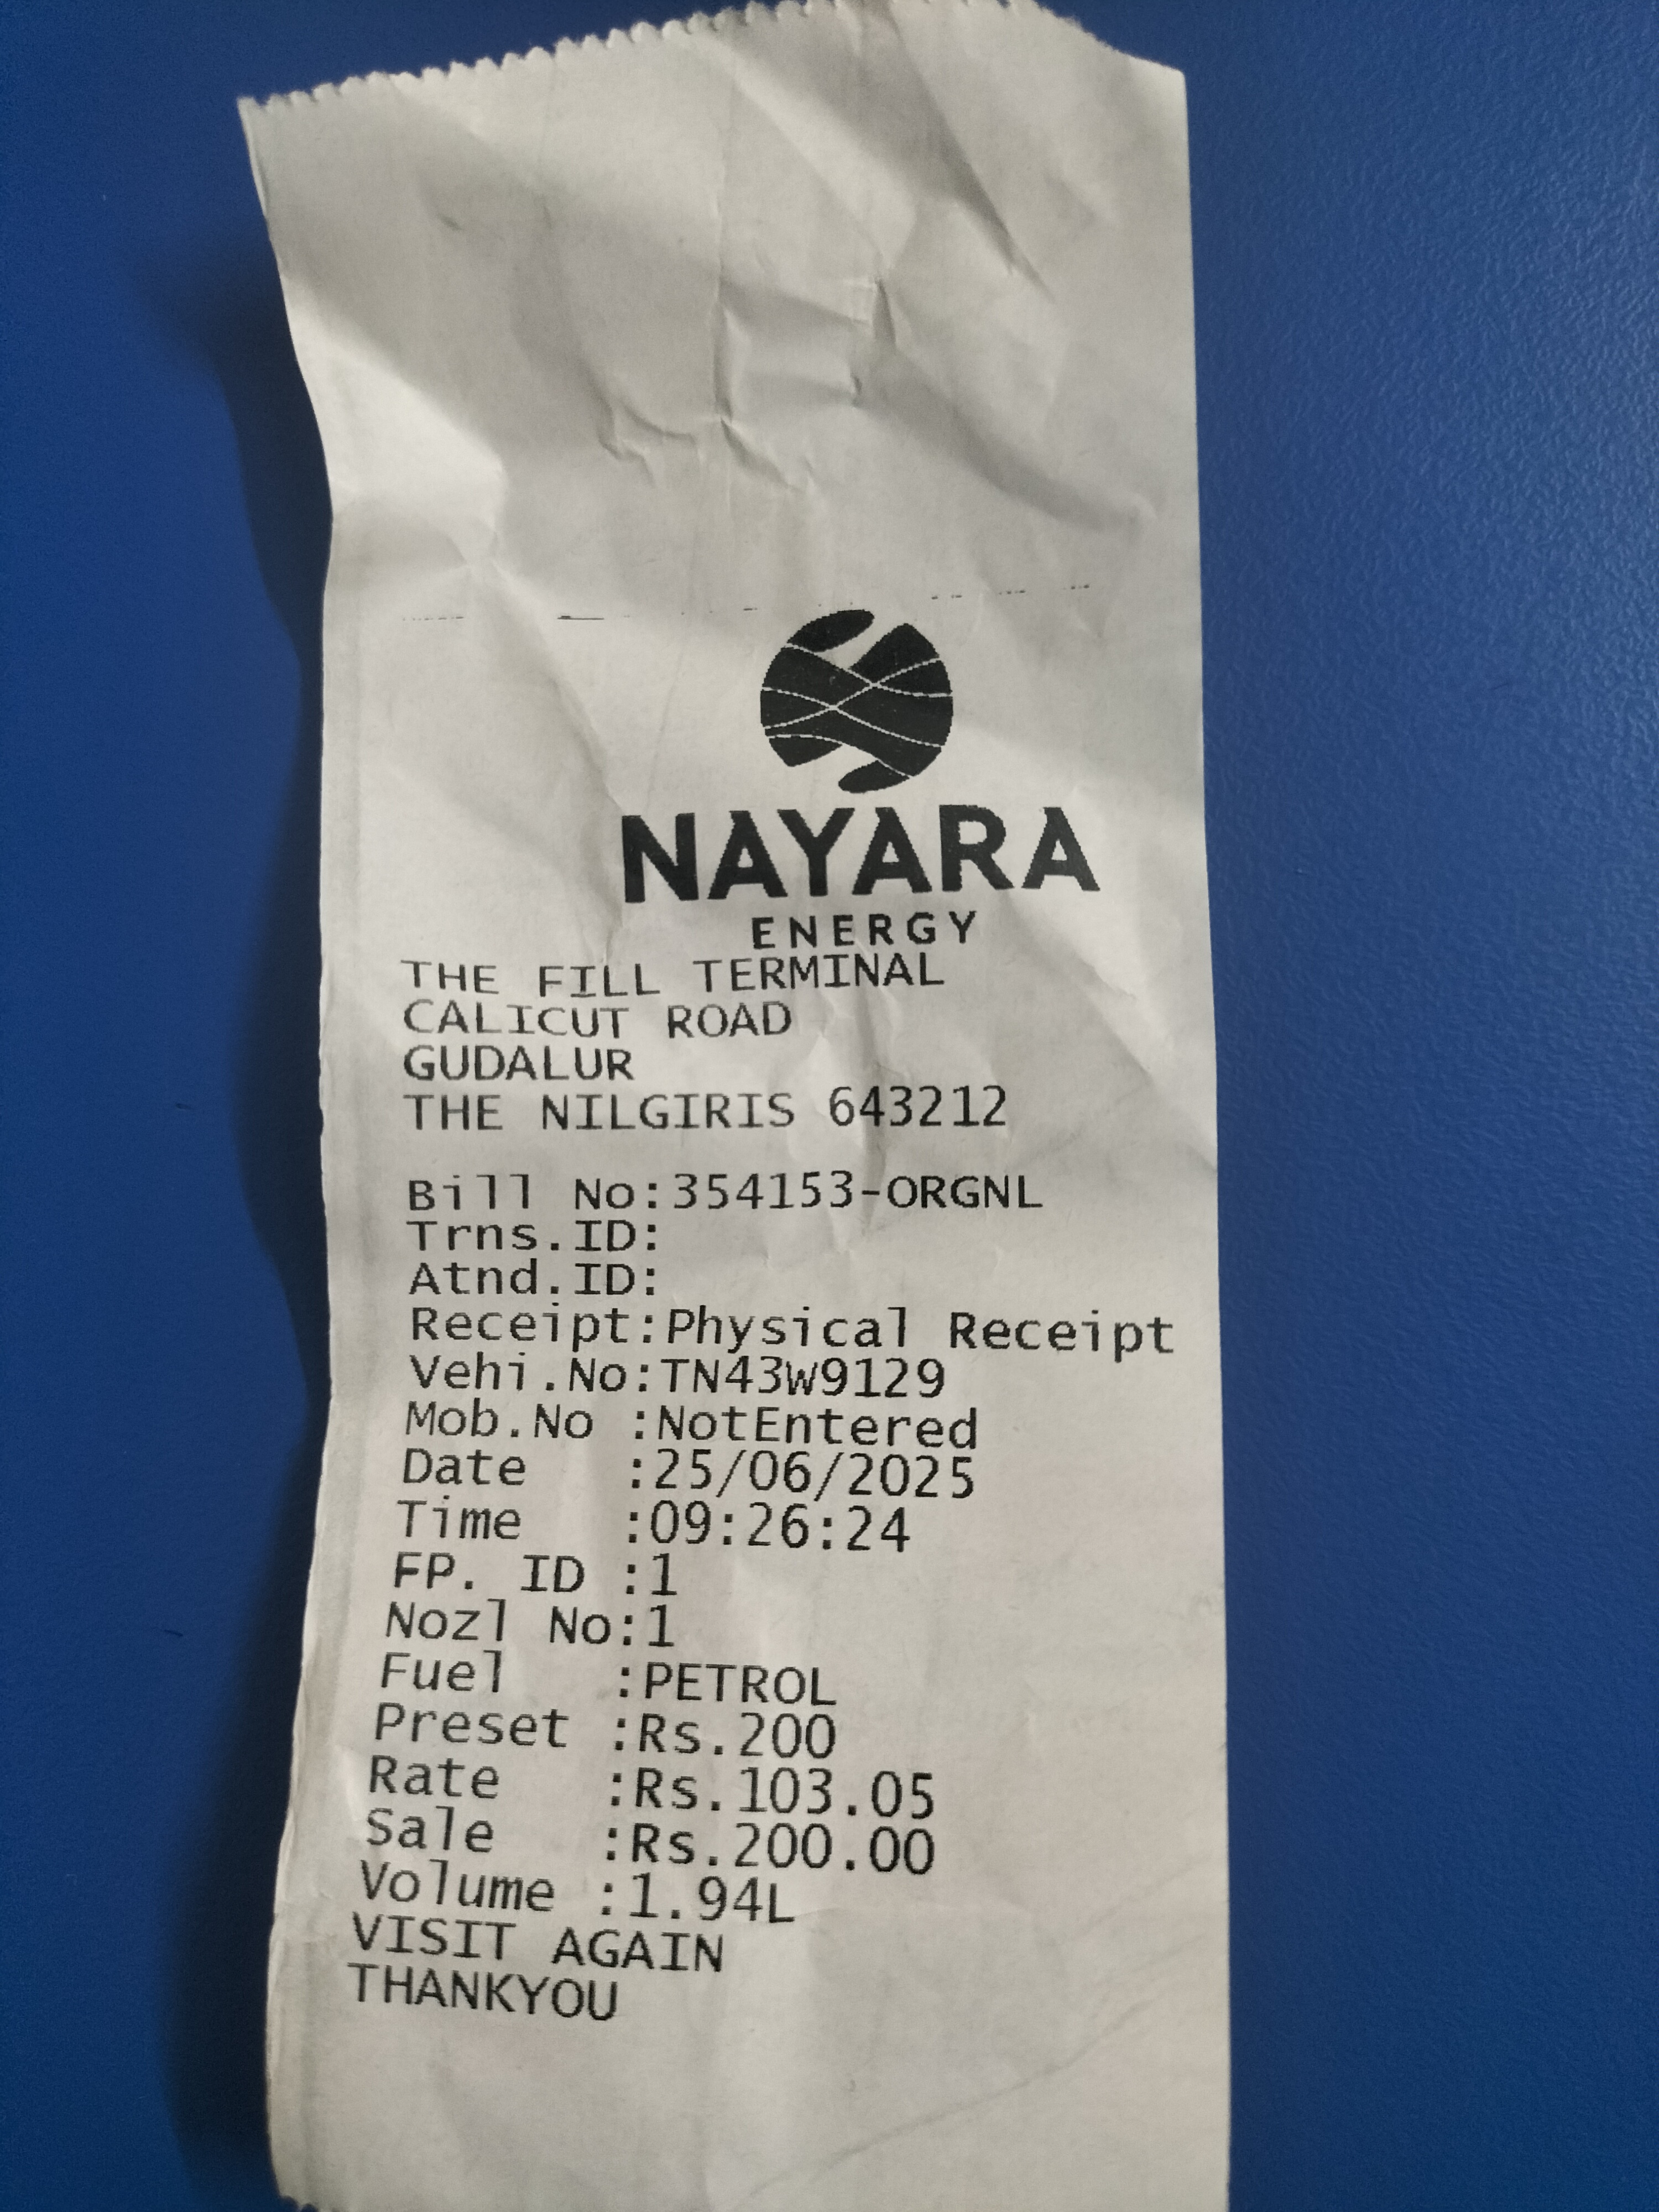 NAYARA
ENERGY
THE FILL TERMINAL
CALICUT ROAD
GUDALUR
THE NILGIRIS 643212
Bill No:354153-ORGNL
Trns.ID:
Atnd.ID:
Receipt:Physical Receipt
Vehi.No:TN43W9129
Mob.No :NotEntered
Date   :25/06/2025
Time   :09:26:24
FP. ID :1
Nozl No:1
Fuel   :PETROL
Preset :Rs.200
Rate   :Rs.103.05
Sale   :Rs.200.00
Volume :1.94L
VISIT AGAIN
THANKYOU